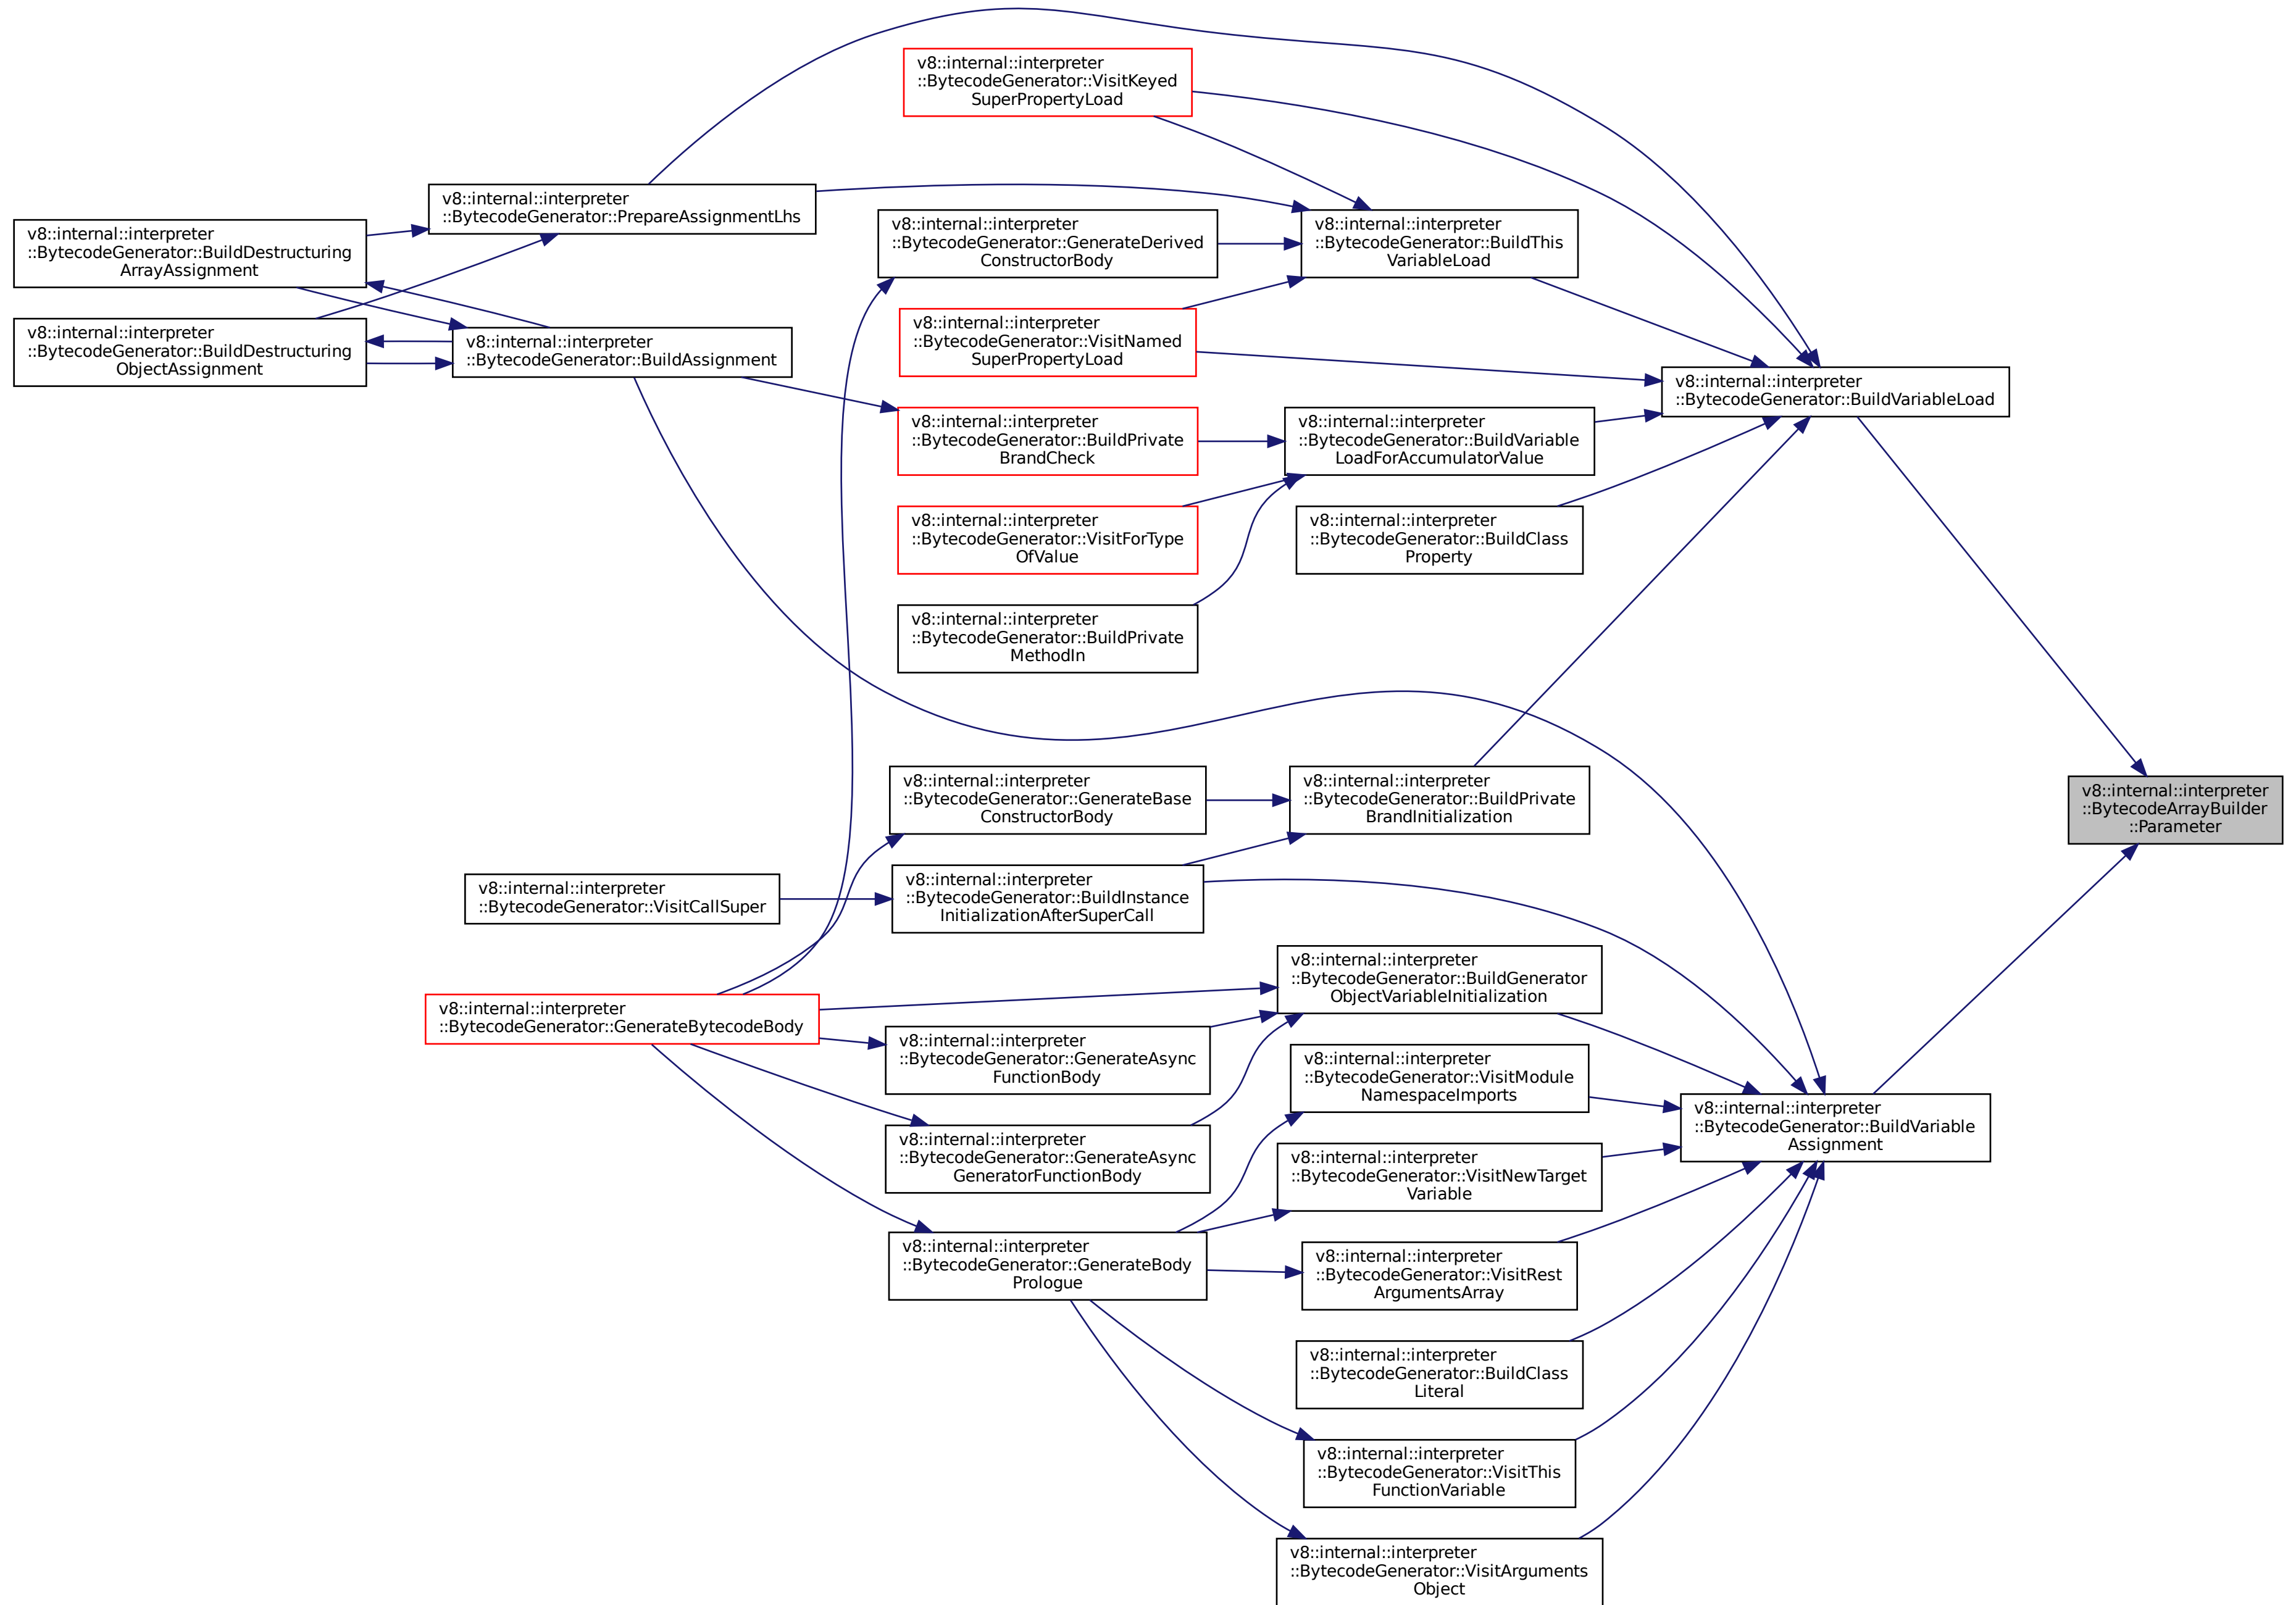 v8::internal::interpreter
::BytecodeGenerator::VisitKeyed
SuperPropertyLoad
v8::internal::interpreter
::BytecodeGenerator::PrepareAssignmentLhs
v8::internal::interpreter
::BytecodeGenerator::GenerateDerived
ConstructorBody
v8::internal::interpreter
::BytecodeGenerator::BuildThis
VariableLoad
v8::internal::interpreter
::BytecodeGenerator::BuildDestructuring
ArrayAssignment
v8::internal::interpreter
::BytecodeGenerator::VisitNamed
SuperPropertyLoad
v8::internal::interpreter
::BytecodeGenerator::BuildDestructuring
ObjectAssignment
v8::internal::interpreter
::BytecodeGenerator::BuildAssignment
v8::internal::interpreter
::BytecodeGenerator::BuildVariableLoad
v8::internal::interpreter
::BytecodeGenerator::BuildPrivate
BrandCheck
v8::internal::interpreter
::BytecodeGenerator::BuildVariable
LoadForAccumulatorValue
v8::internal::interpreter
::BytecodeGenerator::VisitForType
OfValue
v8::internal::interpreter
::BytecodeGenerator::BuildClass
Property
v8::internal::interpreter
::BytecodeGenerator::BuildPrivate
MethodIn
v8::internal::interpreter
::BytecodeGenerator::GenerateBase
ConstructorBody
v8::internal::interpreter
::BytecodeGenerator::BuildPrivate
BrandInitialization
v8::internal::interpreter
::BytecodeArrayBuilder
::Parameter
v8::internal::interpreter
::BytecodeGenerator::VisitCallSuper
v8::internal::interpreter
::BytecodeGenerator::BuildInstance
InitializationAfterSuperCall
v8::internal::interpreter
::BytecodeGenerator::BuildGenerator
ObjectVariableInitialization
v8::internal::interpreter
::BytecodeGenerator::GenerateBytecodeBody
v8::internal::interpreter
::BytecodeGenerator::GenerateAsync
FunctionBody
v8::internal::interpreter
::BytecodeGenerator::VisitModule
NamespaceImports
v8::internal::interpreter
::BytecodeGenerator::BuildVariable
Assignment
v8::internal::interpreter
::BytecodeGenerator::GenerateAsync
GeneratorFunctionBody
v8::internal::interpreter
::BytecodeGenerator::VisitNewTarget
Variable
v8::internal::interpreter
::BytecodeGenerator::GenerateBody
Prologue
v8::internal::interpreter
::BytecodeGenerator::VisitRest
ArgumentsArray
v8::internal::interpreter
::BytecodeGenerator::BuildClass
Literal
v8::internal::interpreter
::BytecodeGenerator::VisitThis
FunctionVariable
v8::internal::interpreter
::BytecodeGenerator::VisitArguments
Object